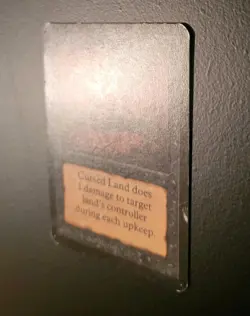 Cursed Land does
1 damage to target
land's controller
during each upkeep.